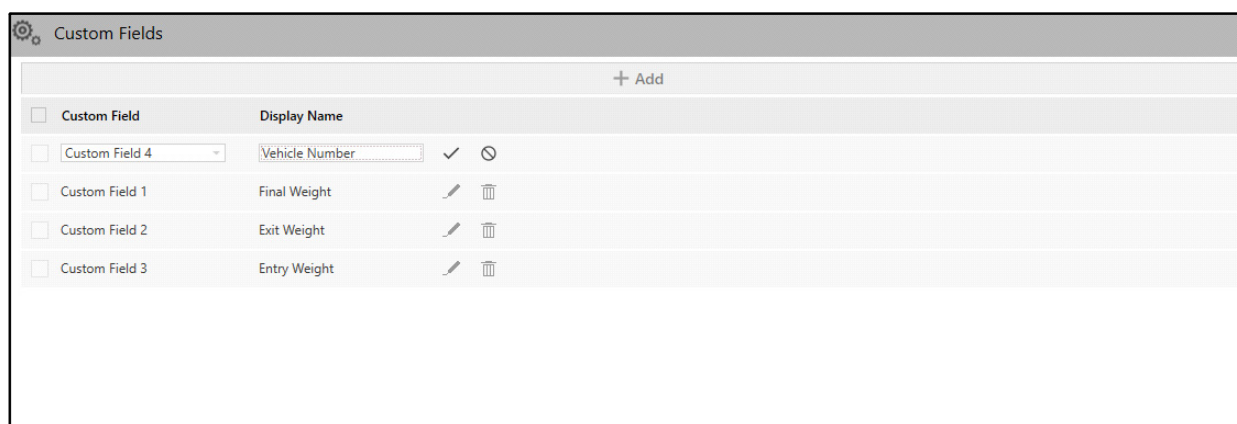 Custom Fields
+ Add
Custom Field Display Name
Custom Field 4 Vehicle Number
Custom Field 1 Final Weight
Custom Field 2 Exit Weight
Custom Field 3 Entry Weight